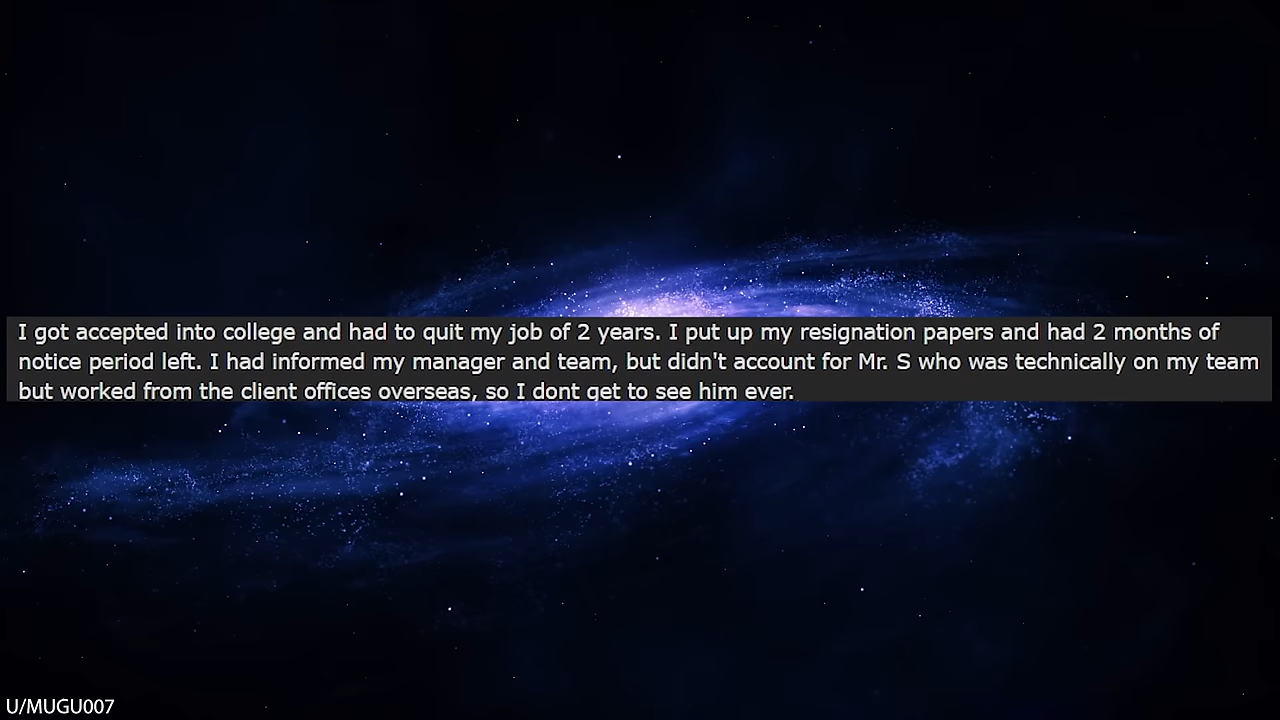 I got accepted into college and had to quit my job of 2 years. I put up my resignation papers and had 2 months of
notice period left. I had informed my manager and team, but didn't account for Mr. S who was technically on my team
but worked from the client offices overseas, so I dont get to see him ever.
U/MUGU007